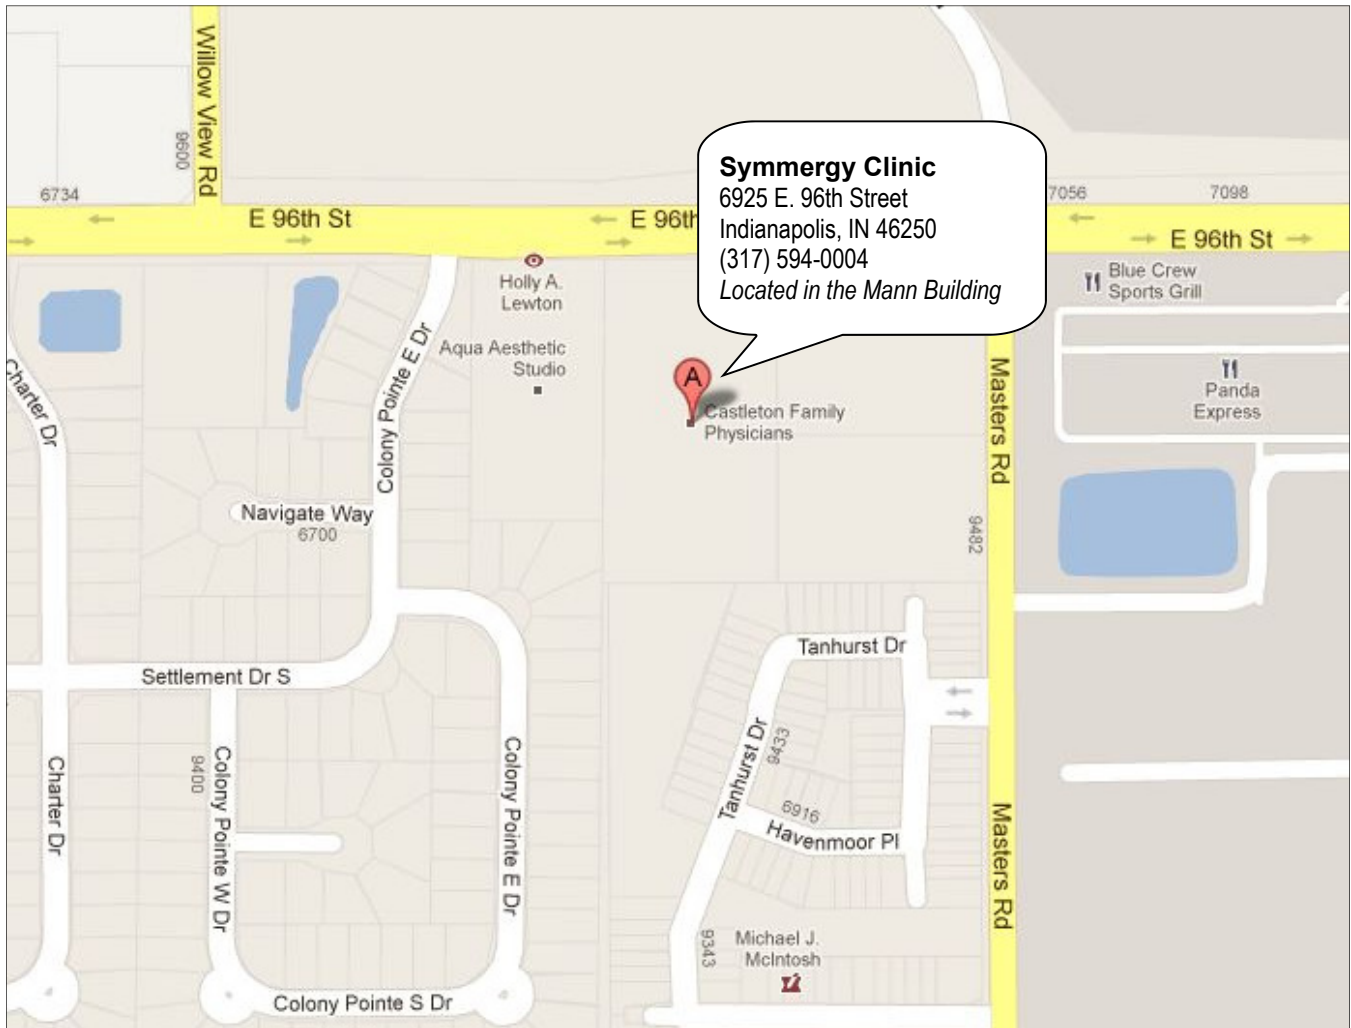 Willow View Rd
9600
6734
E 96th St
E 96th
Symmergy Clinic
6925 E. 96th Street
Indianapolis, IN 46250
(317) 594-0004
Located in the Mann Building
7056
7098
E 96th St
Holly A.
Lewton
Blue Crew
Sports Grill
Aqua Aesthetic
Studio
Charter Dr
Colony Pointe E Dr
A
Castleton Family
Physicians
Masters Rd
Panda
Express
Navigate Way
6700
9482
Tanhurst Dr
Settlement Dr S
Tanhurst Dr
9433
Charter Dr
9400
Colony Pointe W Dr
Colony Pointe E Dr
6916
Havenmoor Pl
Masters Rd
9343
Michael J.
McIntosh
Colony Pointe S Dr